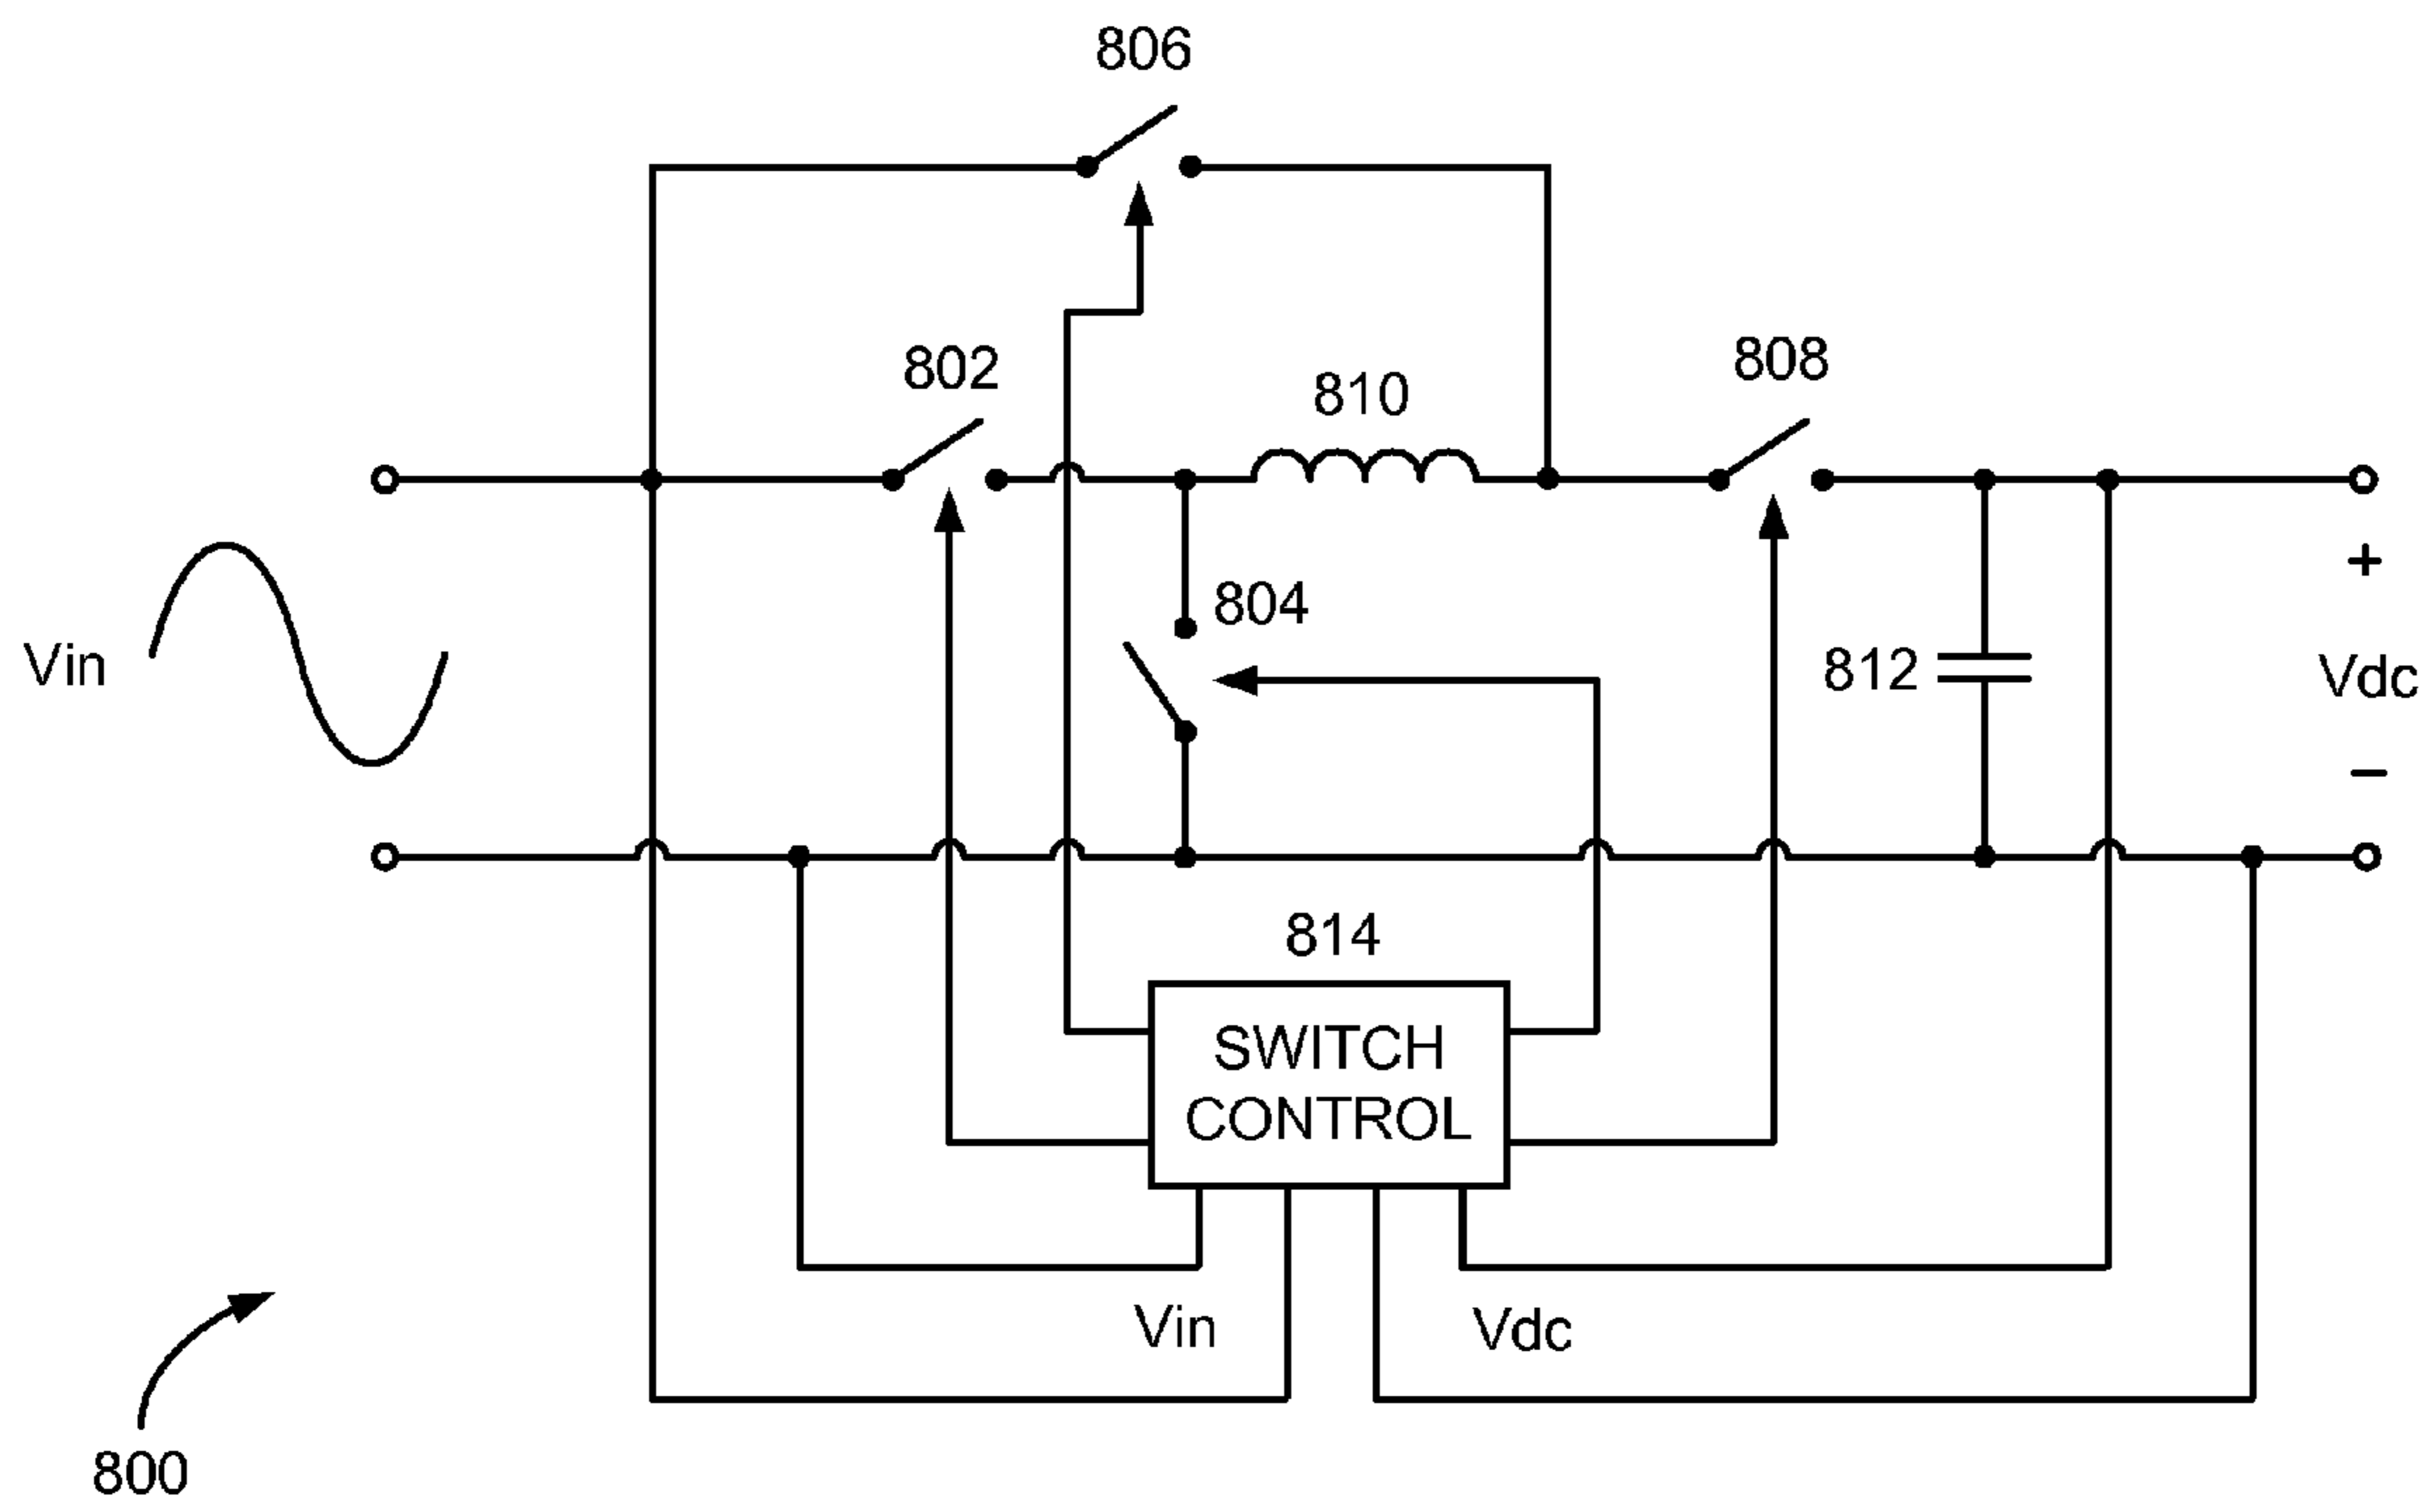 806
802
810
808
804
Vin
812
+
Vdc
−
814
SWITCH
CONTROL
Vin
Vdc
800